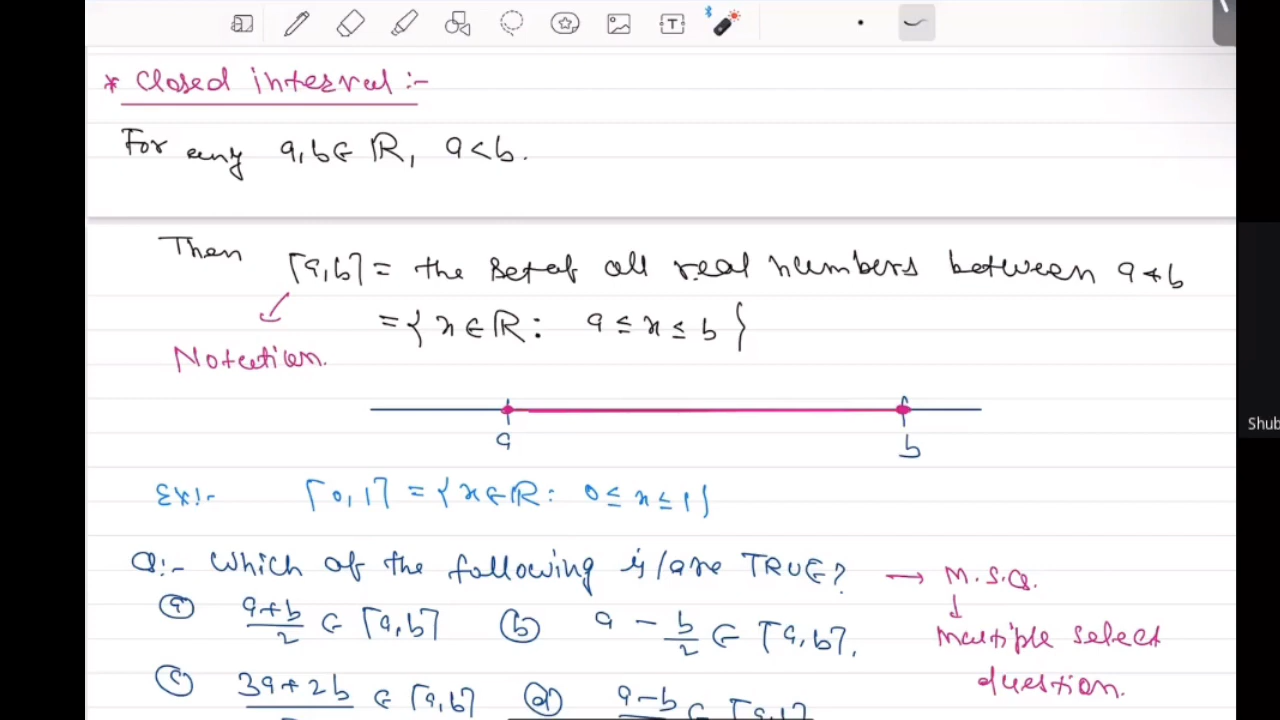 * Closed interval :-
For any a,b ∈ ℝ, a < b.
Then [a,b] = the set of all real numbers between a & b
= { x ∈ ℝ : a ≤ x ≤ b }
Notation.
a b
Ex:- [0,1] = { x ∈ ℝ : 0 ≤ x ≤ 1 }
Q:- Which of the following is/are TRUE? → M.S.Q.
↓
Multiple select
question.
(a) (a+b)/2 ∈ [a,b] (b) a - b/2 ∈ [a,b].
(c) 3a+2b ∈ [a,b] (d) a-b ∈ [a,b]
Shub